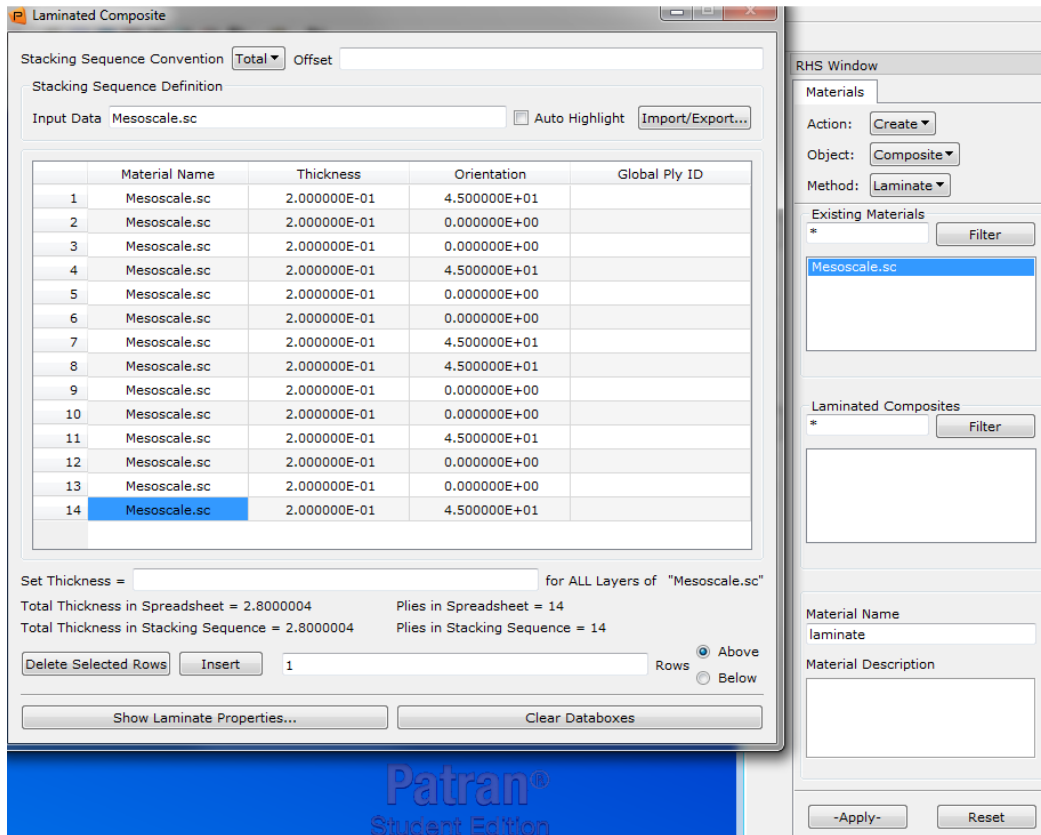 Laminated Composite
Stacking Sequence Convention Total Offset
Stacking Sequence Definition
Input Data Mesoscale.sc Auto Highlight Import/Export...
Material Name Thickness Orientation Global Ply ID
1 Mesoscale.sc 2.000000E-01 4.500000E+01
2 Mesoscale.sc 2.000000E-01 0.000000E+00
3 Mesoscale.sc 2.000000E-01 0.000000E+00
4 Mesoscale.sc 2.000000E-01 4.500000E+01
5 Mesoscale.sc 2.000000E-01 0.000000E+00
6 Mesoscale.sc 2.000000E-01 0.000000E+00
7 Mesoscale.sc 2.000000E-01 4.500000E+01
8 Mesoscale.sc 2.000000E-01 4.500000E+01
9 Mesoscale.sc 2.000000E-01 0.000000E+00
10 Mesoscale.sc 2.000000E-01 0.000000E+00
11 Mesoscale.sc 2.000000E-01 4.500000E+01
12 Mesoscale.sc 2.000000E-01 0.000000E+00
13 Mesoscale.sc 2.000000E-01 0.000000E+00
14 Mesoscale.sc 2.000000E-01 4.500000E+01
Set Thickness = for ALL Layers of "Mesoscale.sc"
Total Thickness in Spreadsheet = 2.8000004 Plies in Spreadsheet = 14
Total Thickness in Stacking Sequence = 2.8000004 Plies in Stacking Sequence = 14
Above
Delete Selected Rows Insert 1 Rows
Below
Show Laminate Properties... Clear Databoxes
Patran®
Student Edition
RHS Window
Materials
Action: Create
Object: Composite
Method: Laminate
Existing Materials
* Filter
Mesoscale.sc
Laminated Composites
* Filter
Material Name
laminate
Material Description
-Apply- Reset